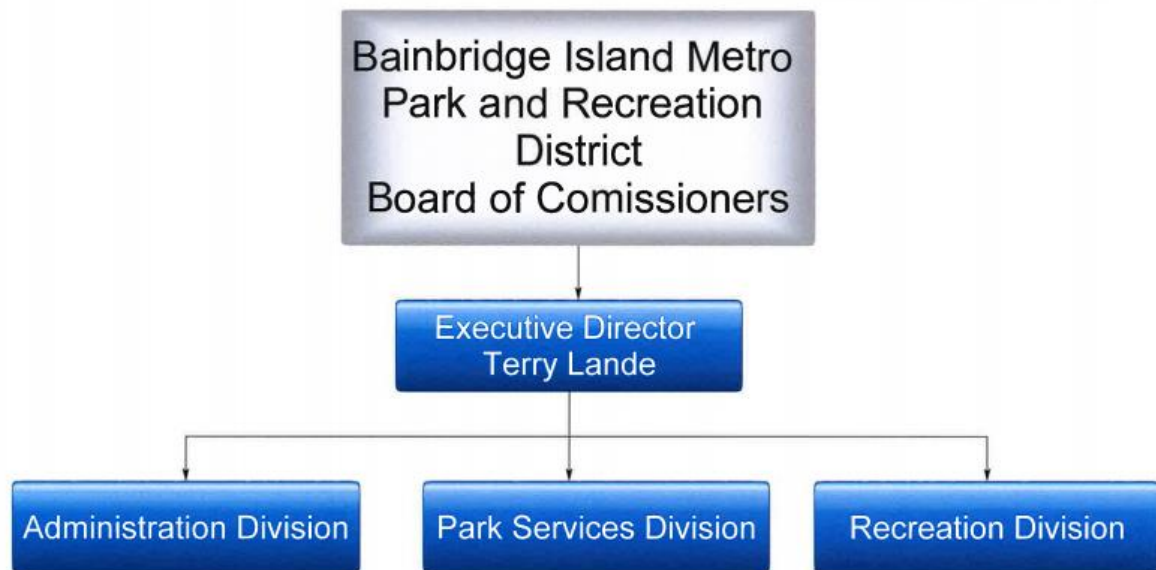 Bainbridge Island Metro
Park and Recreation
District
Board of Comissioners
Executive Director
Terry Lande
Administration Division
Park Services Division
Recreation Division